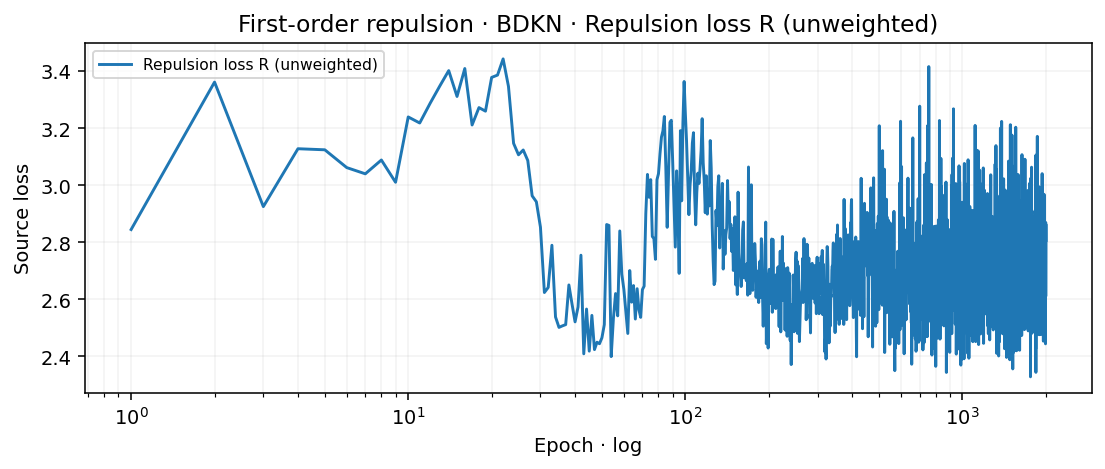 First-order repulsion · BDKN · Repulsion loss R (unweighted)
Repulsion loss R (unweighted)
Source loss
3.4
3.2
3.0
2.8
2.6
2.4
10⁰ 10¹ 10² 10³
Epoch · log